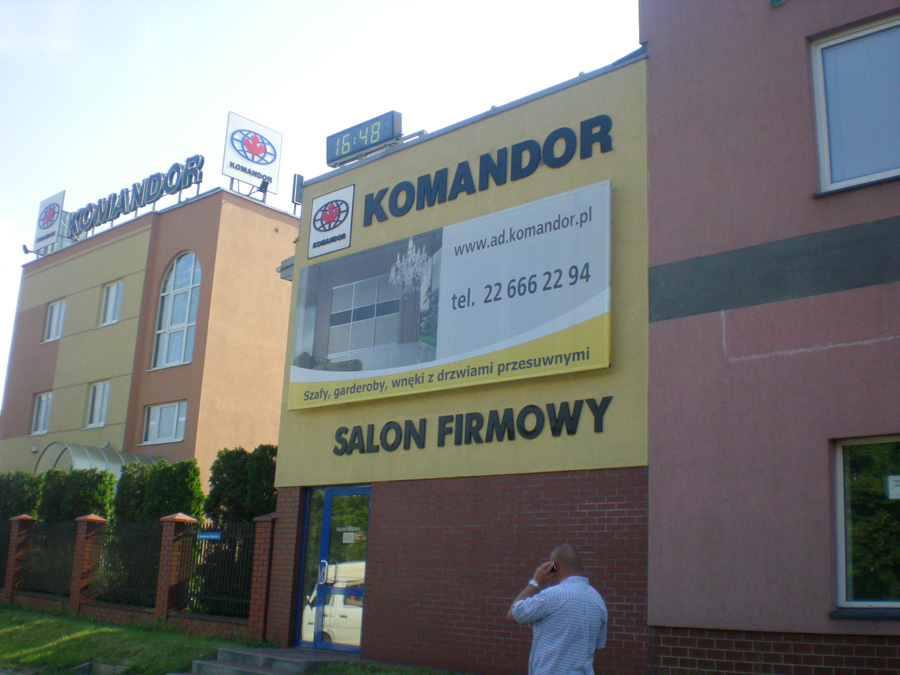 KOMANDOR
KOMANDOR
16:48
KOMANDOR
KOMANDOR
www.ad.komandor.pl
tel. 22 666 22 94
Szafy, garderoby, wnęki z drzwiami przesuwnymi
SALON FIRMOWY